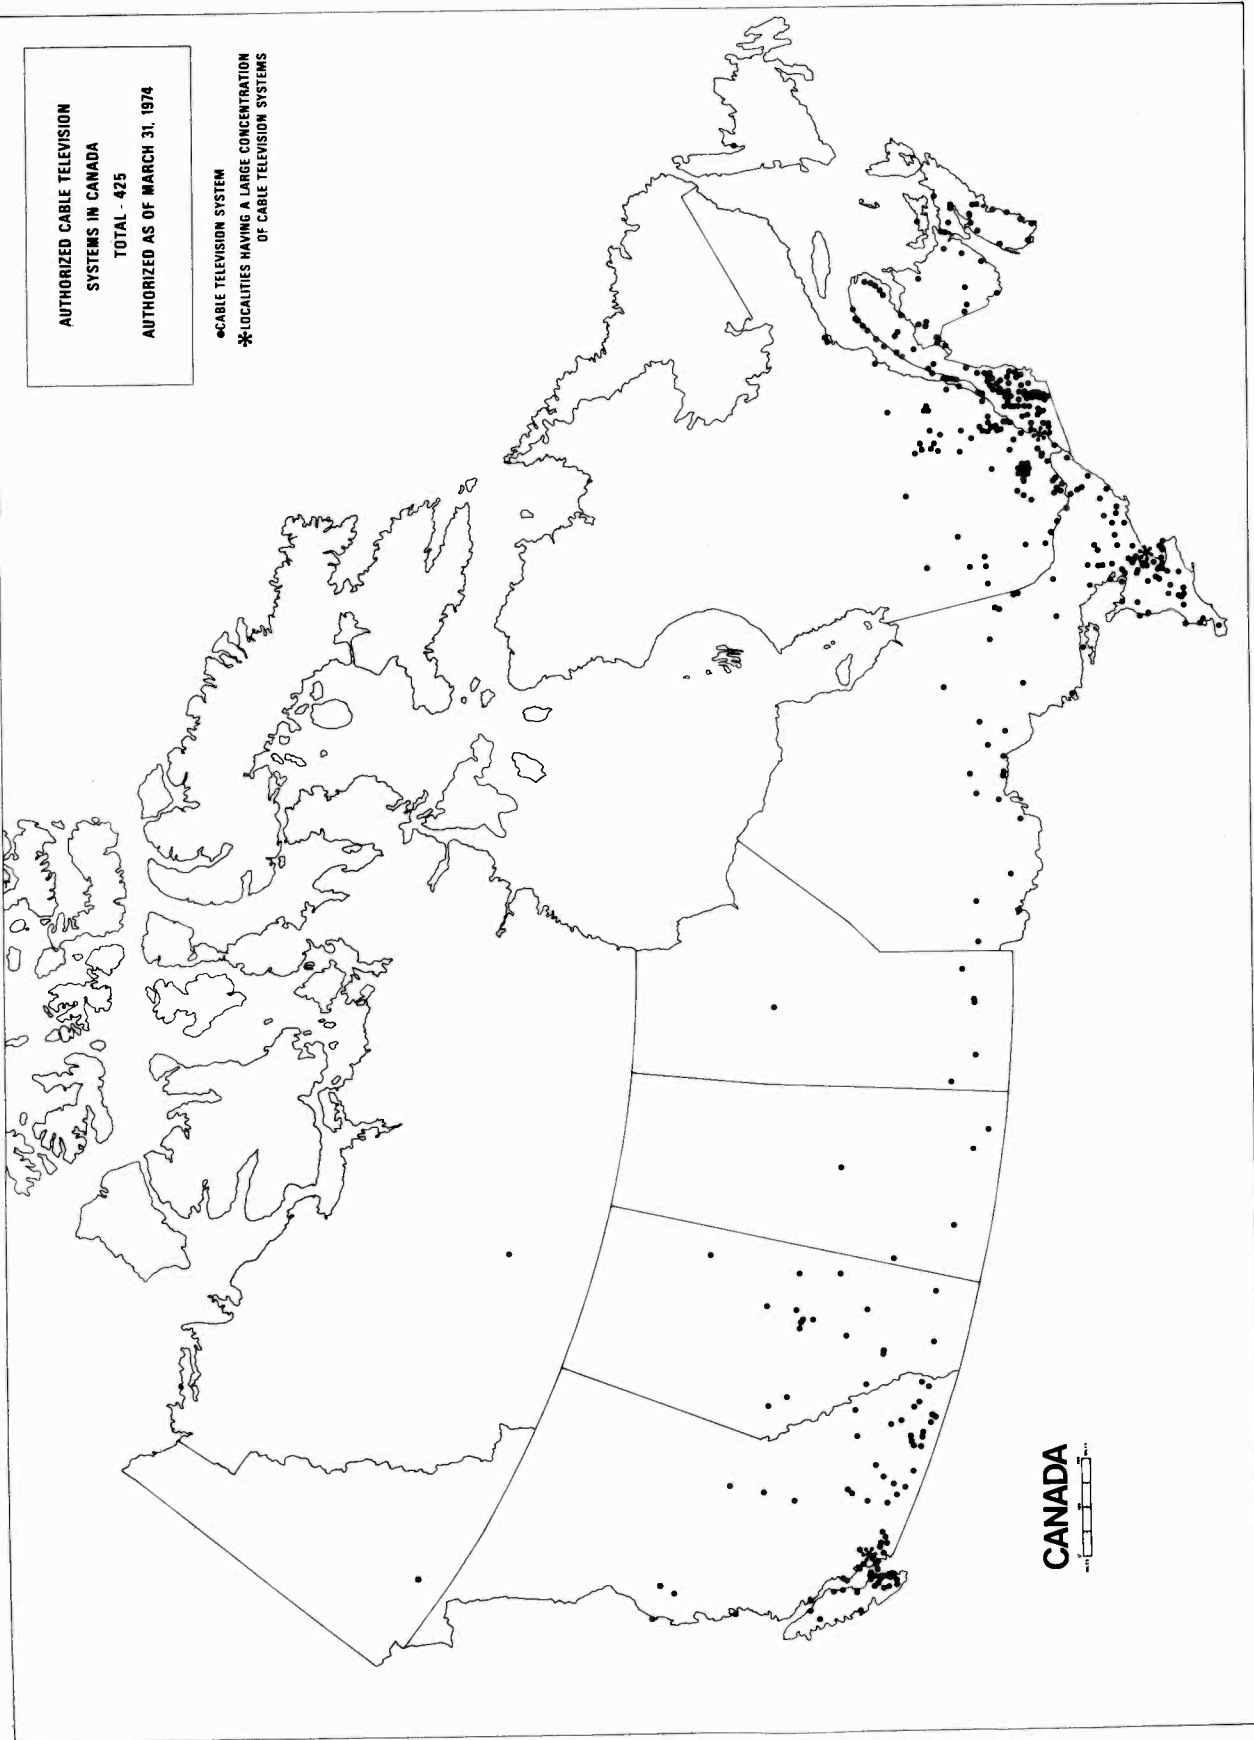 AUTHORIZED CABLE TELEVISION
SYSTEMS IN CANADA
TOTAL - 425
AUTHORIZED AS OF MARCH 31, 1974
●CABLE TELEVISION SYSTEM
*LOCALITIES HAVING A LARGE CONCENTRATION
OF CABLE TELEVISION SYSTEMS
CANADA